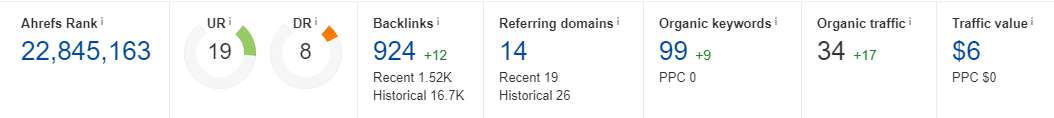 Ahrefs Rank i
22,845,163
UR i
19
DR i
8
Backlinks i
924 +12
Recent 1.52K
Historical 16.7K
Referring domains i
14
Recent 19
Historical 26
Organic keywords i
99 +9
PPC 0
Organic traffic i
34 +17
Traffic value i
$6
PPC $0